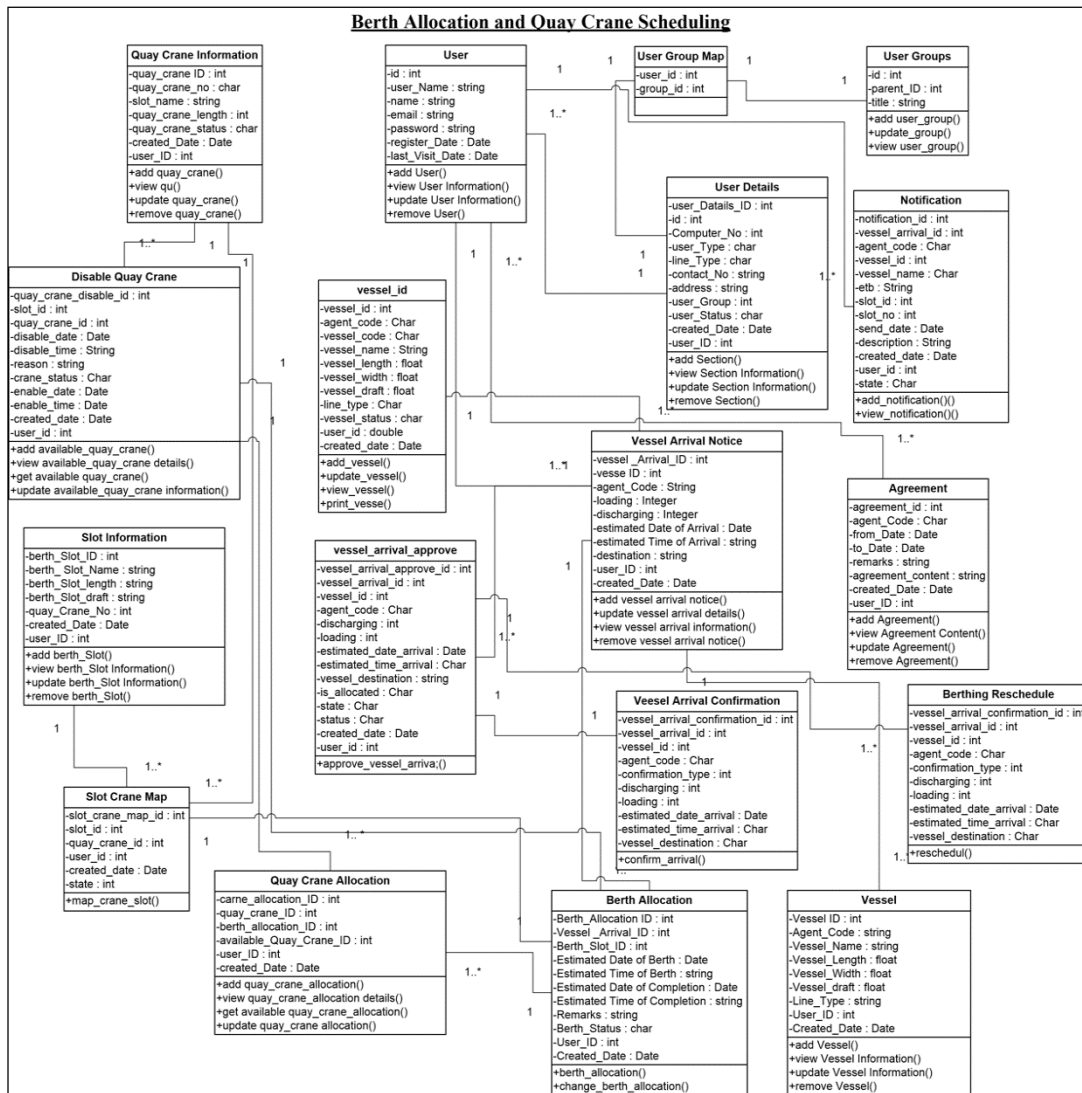 Berth Allocation and Quay Crane Scheduling
Quay Crane Information
-quay_crane ID : int
-quay_crane_no : char
-slot_name : string
-quay_crane_length : int
-quay_crane_status : char
-created_Date : Date
-user_ID : int
+add quay_crane()
+view qu()
+update quay_crane()
+remove quay_crane()
User
-id : int
-user_Name : string
-name : string
-email : string
-password : string
-register_Date : Date
-last_Visit_Date : Date
+add User()
+view User Information()
+update User Information()
+remove User()
User Group Map
-user_id : int
-group_id : int
User Groups
-id : int
-parent_ID : int
-title : string
+add user_group()
+update_group()
+view user_group()
User Details
-user_Datails_ID : int
-id : int
-Computer_No : int
-user_Type : char
-line_Type : char
-contact_No : string
-address : string
-user_Group : int
-user_Status : char
-created_Date : Date
-user_ID : int
+add Section()
+view Section Information()
+update Section Information()
+remove Section()
Notification
-notification_id : int
-vessel_arrival_id : int
-agent_code : Char
-vessel_id : int
-vessel_name : Char
-etb : String
-slot_id : int
-slot_no : int
-send_date : Date
-description : String
-created_date : Date
-user_id : int
-state : Char
+add_notification()()
+view_notification()()
Disable Quay Crane
-quay_crane_disable_id : int
-slot_id : int
-quay_crane_id : int
-disable_date : Date
-disable_time : String
-reason : string
-crane_status : Char
-enable_date : Date
-enable_time : Date
-created_date : Date
-user_id : int
+add available_quay_crane()
+view available_quay_crane details()
+get available quay_crane()
+update available_quay_crane information()
vessel_id
-vessel_id : int
-agent_code : Char
-vessel_code : Char
-vessel_name : String
-vessel_length : float
-vessel_width : float
-vessel_draft : float
-line_type : Char
-vessel_status : char
-user_id : double
-created_date : Date
+add_vessel()
+update_vessel()
+view_vessel()
+print_vesse()
Vessel Arrival Notice
-vessel _Arrival_ID : int
-vesse ID : int
-agent_Code : String
-loading : Integer
-discharging : Integer
-estimated Date of Arrival : Date
-estimated Time of Arrival : string
-destination : string
-user_ID : int
-created_Date : Date
+add vessel arrival notice()
+update vessel arrival details()
+view vessel arrival information()
+remove vessel arrival notice()
Agreement
-agreement_id : int
-agent_Code : Char
-from_Date : Date
-to_Date : Date
-remarks : string
-agreement_content : string
-created_Date : Date
-user_ID : int
+add Agreement()
+view Agreement Content()
+update Agreement()
+remove Agreement()
Slot Information
-berth_Slot_ID : int
-berth_ Slot_Name : string
-berth_Slot_length : string
-berth_Slot_draft : string
-quay_Crane_No : int
-created_Date : Date
-user_ID : int
+add berth_Slot()
+view berth_Slot Information()
+update berth_Slot Information()
+remove berth_Slot()
vessel_arrival_approve
-vessel_arrival_approve_id : int
-vessel_arrival_id : int
-vessel_id : int
-agent_code : Char
-discharging : int
-loading : int
-estimated_date_arrival : Date
-estimated_time_arrival : Char
-vessel_destination : string
-is_allocated : Char
-state : Char
-status : Char
-created_date : Date
-user_id : int
+approve_vessel_arriva;()
Veesel Arrival Confirmation
-vessel_arrival_confirmation_id : int
-vessel_arrival_id : int
-vessel_id : int
-agent_code : Char
-confirmation_type : int
-discharging : int
-loading : int
-estimated_date_arrival : Date
-estimated_time_arrival : Char
-vessel_destination : Char
+confirm_arrival()
Berthing Reschedule
-vessel_arrival_confirmation_id : int
-vessel_arrival_id : int
-vessel_id : int
-agent_code : Char
-confirmation_type : int
-discharging : int
-loading : int
-estimated_date_arrival : Date
-estimated_time_arrival : Char
-vessel_destination : Char
+reschedul()
Slot Crane Map
-slot_crane_map_id : int
-slot_id : int
-quay_crane_id : int
-user_id : int
-created_date : Date
-state : int
+map_crane_slot()
Quay Crane Allocation
-carne_allocation_ID : int
-quay_crane_ID : int
-berth_allocation_ID : int
-available_Quay_Crane_ID : int
-user_ID : int
-created_Date : Date
+add quay_crane_allocation()
+view quay_crane_allocation details()
+get available quay_crane_allocation()
+update quay_crane allocation()
Berth Allocation
-Berth_Allocation ID : int
-Vessel _Arrival_ID : int
-Berth_Slot_ID : int
-Estimated Date of Berth : Date
-Estimated Time of Berth : string
-Estimated Date of Completion : Date
-Estimated Time of Completion : string
-Remarks : string
-Berth_Status : char
-User_ID : int
-Created_Date : Date
+berth_allocation()
+change_berth_allocation()
Vessel
-Vessel ID : int
-Agent_Code : string
-Vessel_Name : string
-Vessel_Length : float
-Vessel_Width : float
-Vessel_draft : float
-Line_Type : string
-User_ID : int
-Created_Date : Date
+add Vessel()
+view Vessel Information()
+update Vessel Information()
+remove Vessel()